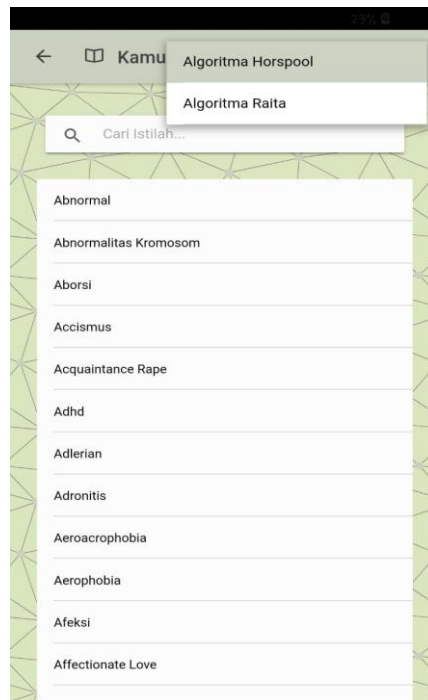 23%
Kamu
Algoritma Horspool
Algoritma Raita
Cari Istilah...
Abnormal
Abnormalitas Kromosom
Aborsi
Accismus
Acquaintance Rape
Adhd
Adlerian
Adronitis
Aeroacrophobia
Aerophobia
Afeksi
Affectionate Love